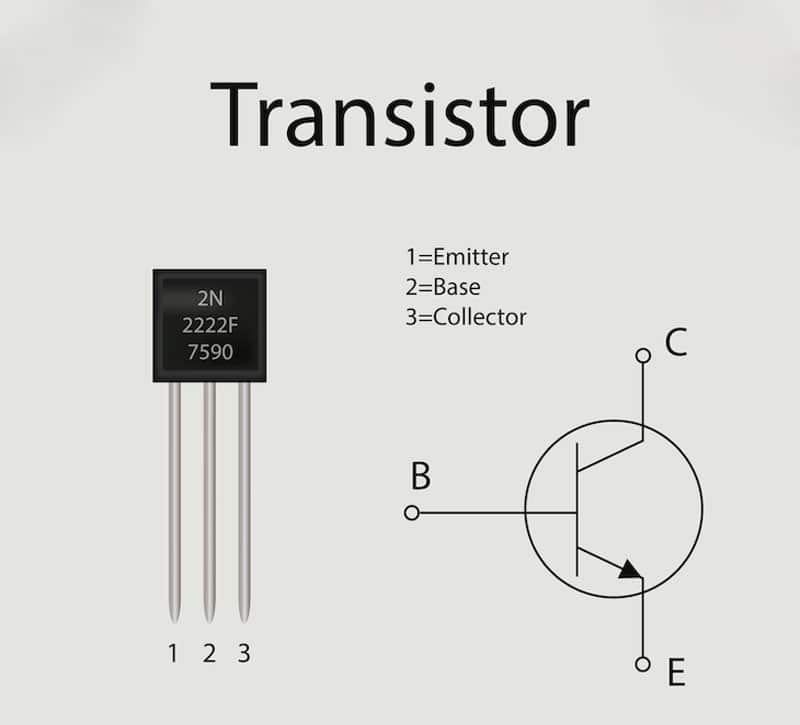 Transistor
1=Emitter
2=Base
3=Collector
2N
2222F
7590
C
B
E
1 2 3